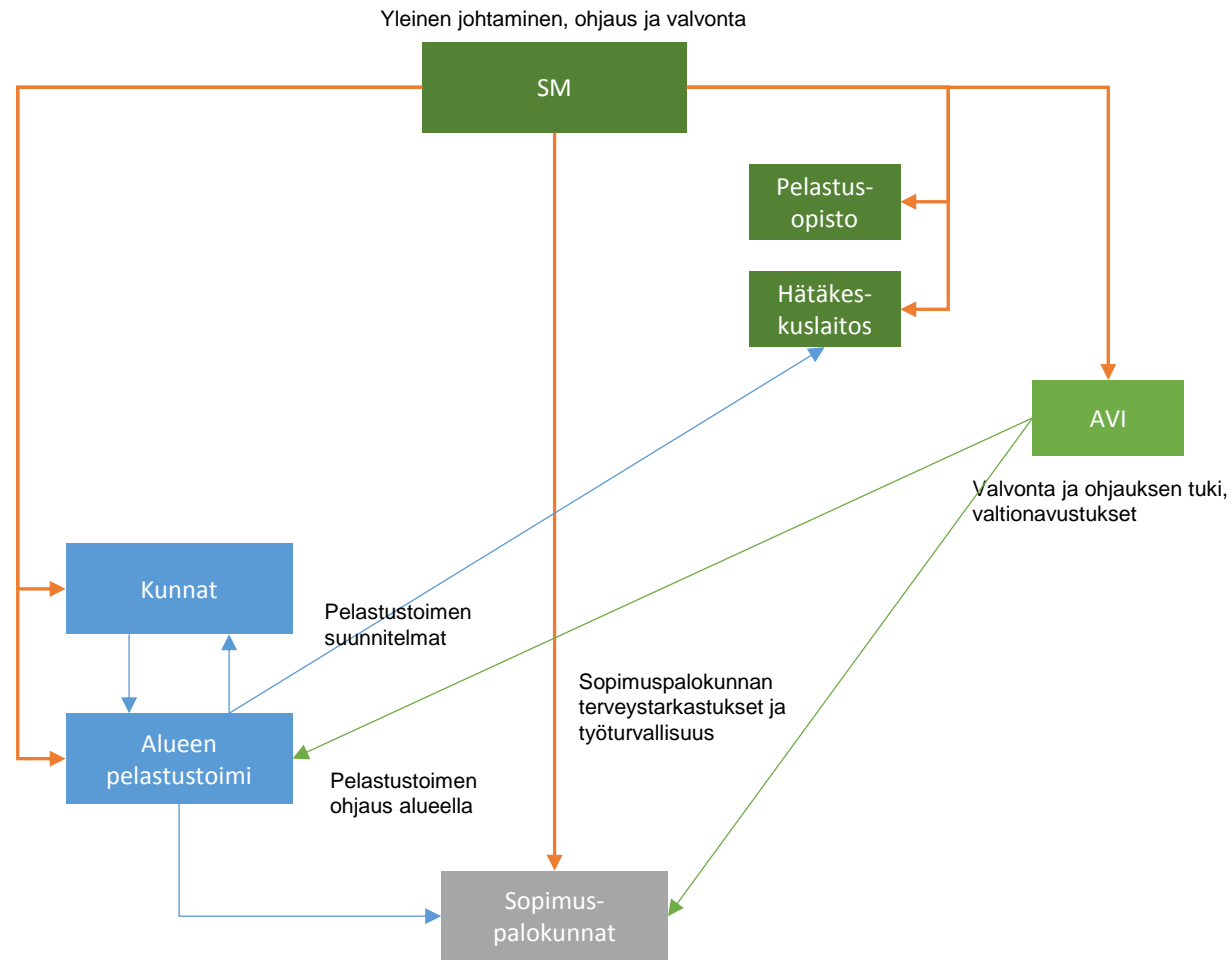 Yleinen johtaminen, ohjaus ja valvonta
SM
Pelastus-
opisto
Hätäkes-
kuslaitos
AVI
Valvonta ja ohjauksen tuki,
valtionavustukset
Kunnat
Pelastustoimen
suunnitelmat
Sopimuspalokunnan
terveystarkastukset ja
työturvallisuus
Alueen
pelastustoimi
Pelastustoimen
ohjaus alueella
Sopimus-
palokunnat